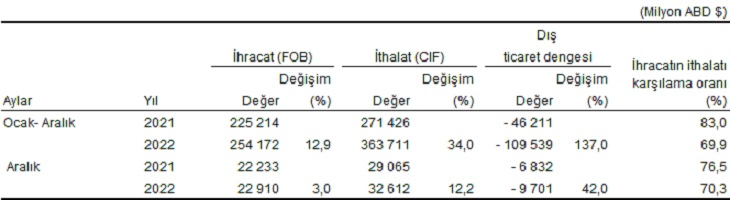 (Milyon ABD $)
Dış
İhracat (FOB) İthalat (CIF) ticaret dengesi İhracatın ithalatı
Değişim Değişim Değişim karşılama oranı
Aylar Yıl Değer (%) Değer (%) Değer (%) (%)
Ocak- Aralık 2021 225 214 271 426 - 46 211 83,0
2022 254 172 12,9 363 711 34,0 - 109 539 137,0 69,9
Aralık 2021 22 233 29 065 - 6 832 76,5
2022 22 910 3,0 32 612 12,2 - 9 701 42,0 70,3